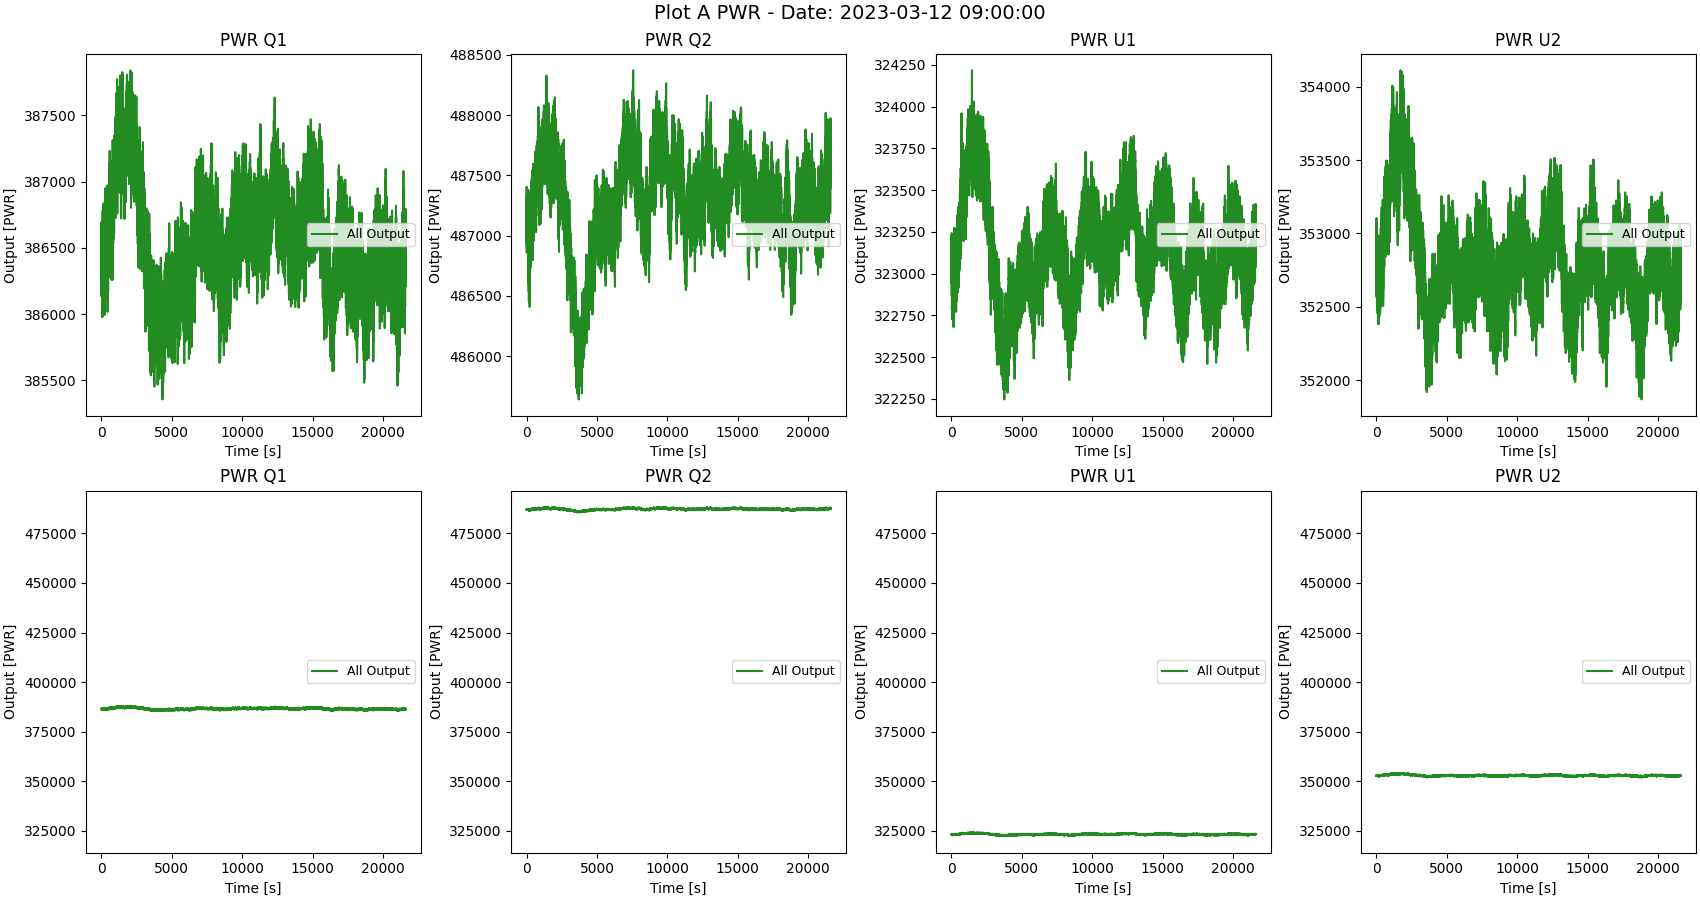 Plot A PWR - Date: 2023-03-12 09:00:00
PWR Q1
Output [PWR]
387500
387000
386500
386000
385500
All Output
0 5000 10000 15000 20000
Time [s]
PWR Q2
Output [PWR]
488500
488000
487500
487000
486500
486000
All Output
0 5000 10000 15000 20000
Time [s]
PWR U1
Output [PWR]
324250
324000
323750
323500
323250
323000
322750
322500
322250
All Output
0 5000 10000 15000 20000
Time [s]
PWR U2
Output [PWR]
354000
353500
353000
352500
352000
All Output
0 5000 10000 15000 20000
Time [s]
PWR Q1
Output [PWR]
475000
450000
425000
400000
375000
350000
325000
All Output
0 5000 10000 15000 20000
Time [s]
PWR Q2
Output [PWR]
475000
450000
425000
400000
375000
350000
325000
All Output
0 5000 10000 15000 20000
Time [s]
PWR U1
Output [PWR]
475000
450000
425000
400000
375000
350000
325000
All Output
0 5000 10000 15000 20000
Time [s]
PWR U2
Output [PWR]
475000
450000
425000
400000
375000
350000
325000
All Output
0 5000 10000 15000 20000
Time [s]